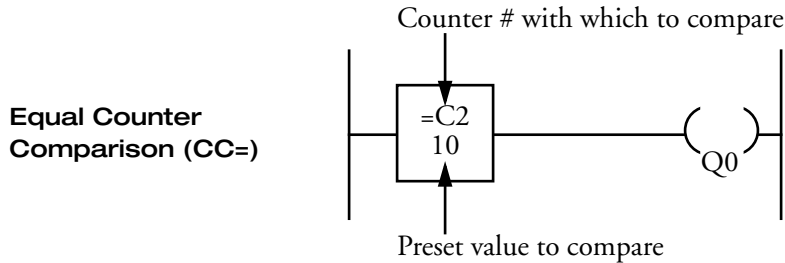 Counter # with which to compare
Equal Counter
Comparison (CC=)
=C2
10
Q0
Preset value to compare